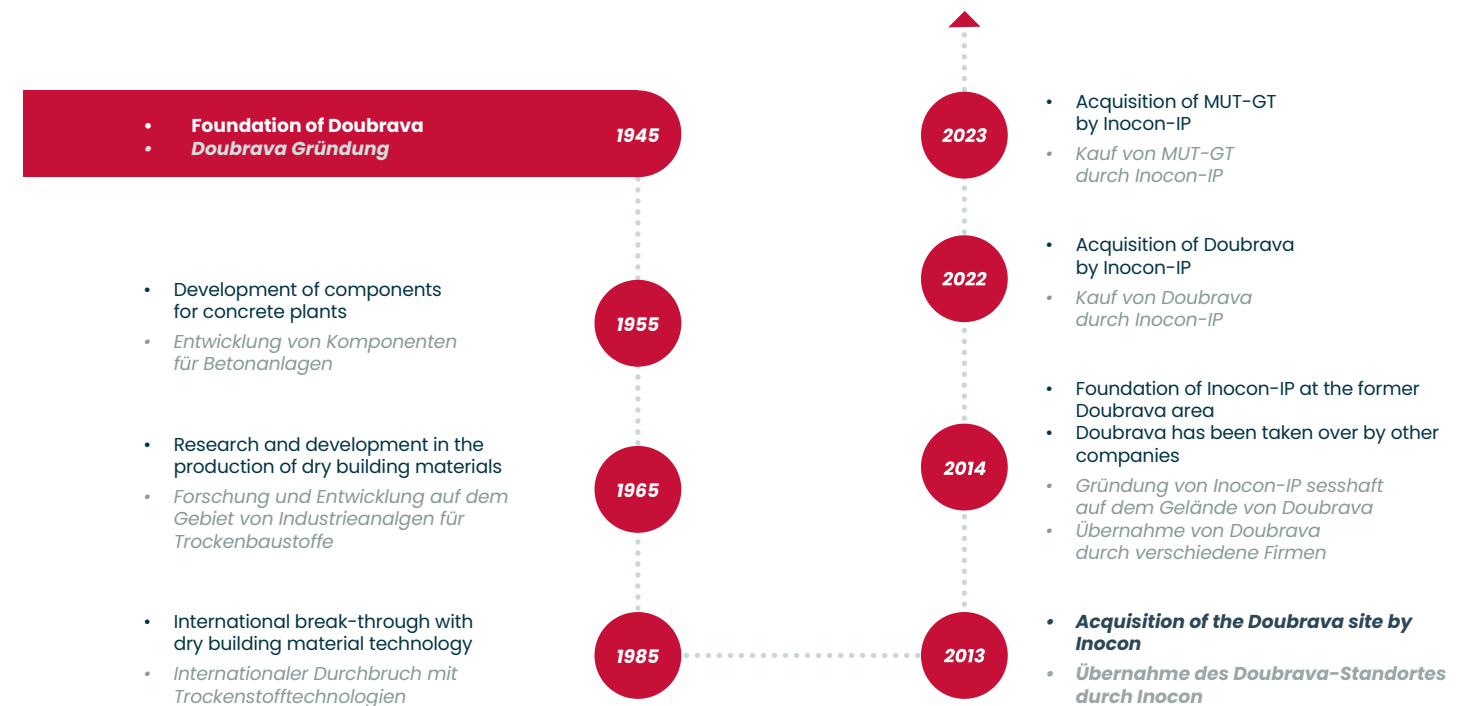 • Foundation of Doubrava
• Doubrava Gründung
1945
• Development of components
for concrete plants
• Entwicklung von Komponenten
für Betonanlagen
1955
• Research and development in the
production of dry building materials
• Forschung und Entwicklung auf dem
Gebiet von Industrieanalgen für
Trockenbaustoffe
1965
• International break-through with
dry building material technology
• Internationaler Durchbruch mit
Trockenstofftechnologien
1985
2013
• Acquisition of the Doubrava site by
Inocon
• Übernahme des Doubrava-Standortes
durch Inocon
2014
• Foundation of Inocon-IP at the former
Doubrava area
• Doubrava has been taken over by other
companies
• Gründung von Inocon-IP sesshaft
auf dem Gelände von Doubrava
• Übernahme von Doubrava
durch verschiedene Firmen
2022
• Acquisition of Doubrava
by Inocon-IP
• Kauf von Doubrava
durch Inocon-IP
2023
• Acquisition of MUT-GT
by Inocon-IP
• Kauf von MUT-GT
durch Inocon-IP